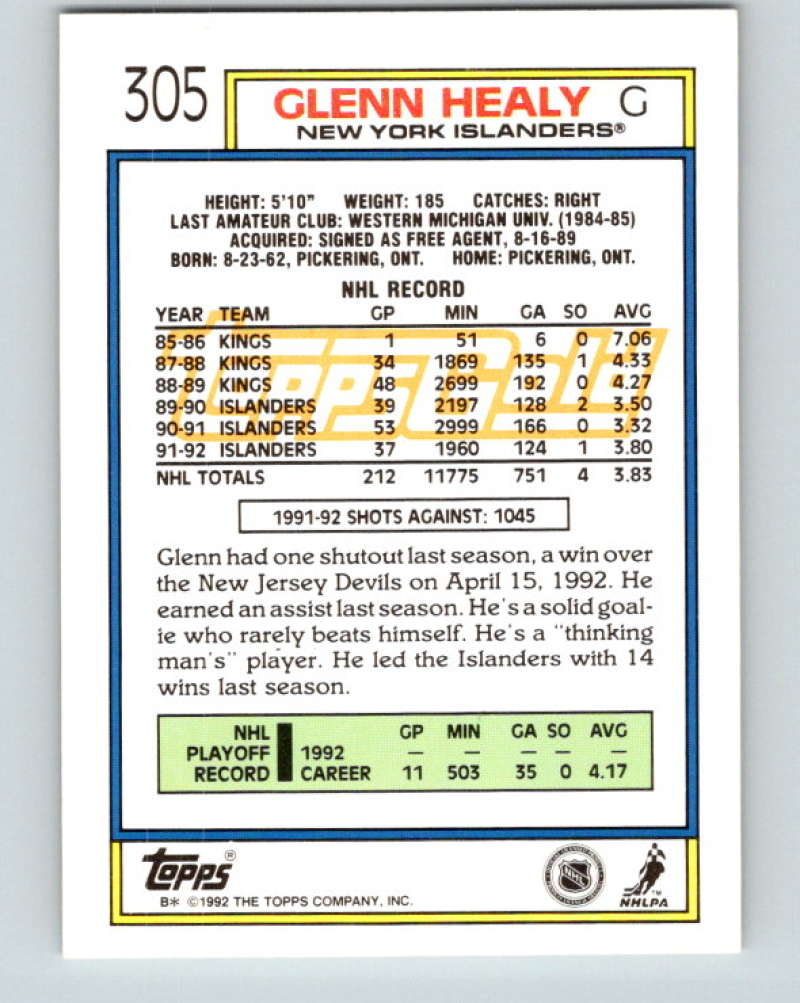 305
GLENN HEALY G
NEW YORK ISLANDERS®
HEIGHT: 5'10" WEIGHT: 185 CATCHES: RIGHT
LAST AMATEUR CLUB: WESTERN MICHIGAN UNIV. (1984-85)
ACQUIRED: SIGNED AS FREE AGENT, 8-16-89
BORN: 8-23-62, PICKERING, ONT. HOME: PICKERING, ONT.
NHL RECORD
YEAR TEAM GP MIN GA SO AVG
85-86 KINGS 1 51 6 0 7.06
87-88 KINGS 34 1869 135 1 4.33
88-89 KINGS 48 2699 192 0 4.27
89-90 ISLANDERS 39 2197 128 2 3.50
90-91 ISLANDERS 53 2999 166 0 3.32
91-92 ISLANDERS 37 1960 124 1 3.80
NHL TOTALS 212 11775 751 4 3.83
ToppsGold
1991-92 SHOTS AGAINST: 1045
Glenn had one shutout last season, a win over
the New Jersey Devils on April 15, 1992. He
earned an assist last season. He's a solid goal-
ie who rarely beats himself. He's a "thinking
man's" player. He led the Islanders with 14
wins last season.
NHL GP MIN GA SO AVG
PLAYOFF 1992 — — — — —
RECORD CAREER 11 503 35 0 4.17
TOPPS®
B* ©1992 THE TOPPS COMPANY, INC.
NHL
™
NHLPA